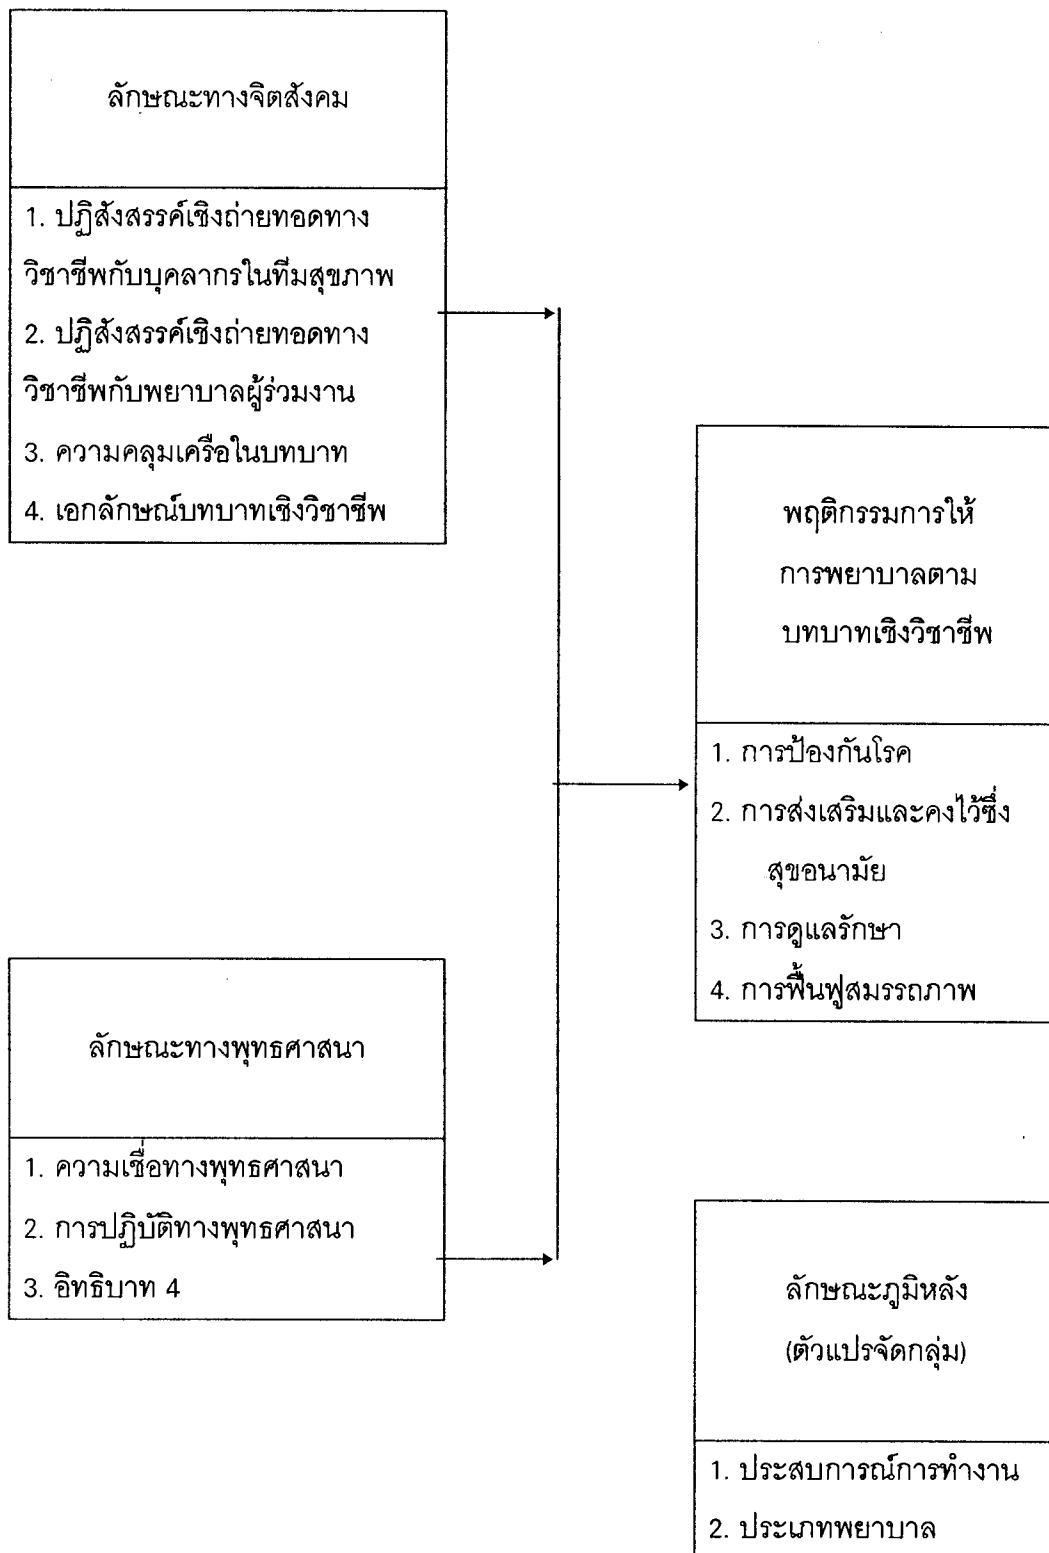 ลักษณะทางจิตสังคม
1. ปฏิสังสรรค์เชิงถ่ายทอดทาง
วิชาชีพกับบุคลากรในทีมสุขภาพ
2. ปฏิสังสรรค์เชิงถ่ายทอดทาง
วิชาชีพกับพยาบาลผู้ร่วมงาน
3. ความคลุมเครือในบทบาท
4. เอกลักษณ์บทบาทเชิงวิชาชีพ
พฤติกรรมการให้
การพยาบาลตาม
บทบาทเชิงวิชาชีพ
1. การป้องกันโรค
2. การส่งเสริมและคงไว้ซึ่ง
สุขอนามัย
3. การดูแลรักษา
4. การฟื้นฟูสมรรถภาพ
ลักษณะทางพุทธศาสนา
1. ความเชื่อทางพุทธศาสนา
2. การปฏิบัติทางพุทธศาสนา
3. อิทธิบาท 4
ลักษณะภูมิหลัง
(ตัวแปรจัดกลุ่ม)
1. ประสบการณ์การทำงาน
2. ประเภทพยาบาล